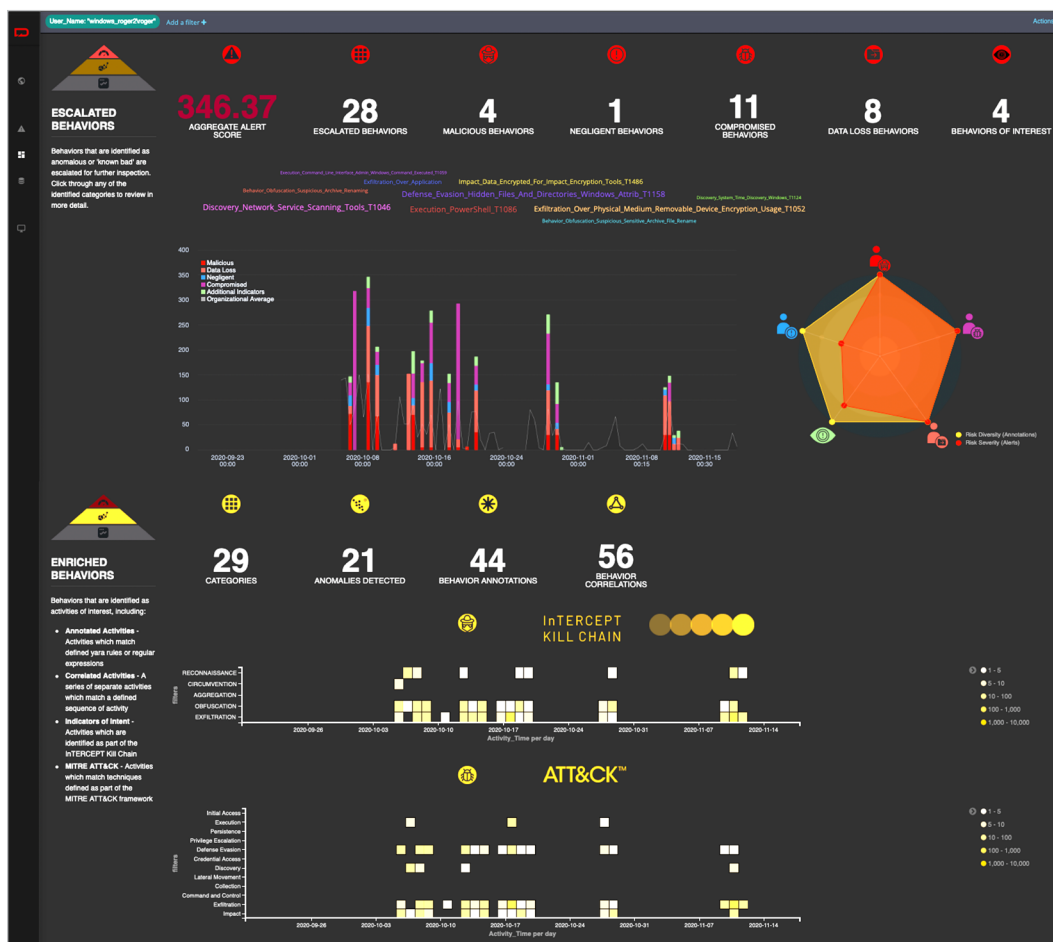 User_Name: "windows_roger2\roger"
Add a filter +
Actions
ESCALATED
BEHAVIORS
Behaviors that are identified as
anomalous or 'known bad' are
escalated for further inspection.
Click through any of the
identified categories to review in
more detail.
346.37
AGGREGATE ALERT
SCORE
28
ESCALATED BEHAVIORS
4
MALICIOUS BEHAVIORS
1
NEGLIGENT BEHAVIORS
11
COMPROMISED
BEHAVIORS
8
DATA LOSS BEHAVIORS
4
BEHAVIORS OF INTEREST
Execution_Command_Line_Interface_Admin_Windows_Command_Executed_T1059
Exfiltration_Over_Application
Impact_Data_Encrypted_For_Impact_Encryption_Tools_T1486
Behavior_Obfuscation_Suspicious_Archive_Renaming
Defense_Evasion_Hidden_Files_And_Directories_Windows_Attrib_T1158
Discovery_System_Time_Discovery_Windows_T1124
Discovery_Network_Service_Scanning_Tools_T1046
Execution_PowerShell_T1086
Exfiltration_Over_Physical_Medium_Removable_Device_Encryption_Usage_T1052
Behavior_Obfuscation_Suspicious_Sensitive_Archive_File_Rename
400
350
300
250
200
150
100
50
0
Malicious
Data Loss
Negligent
Compromised
Additional Indicators
Organizational Average
2020-09-23
00:00
2020-10-01
00:00
2020-10-08
00:00
2020-10-16
00:00
2020-10-24
00:00
2020-11-01
00:00
2020-11-08
00:15
2020-11-15
00:30
Risk Diversity (Annotations)
Risk Severity (Alerts)
ENRICHED
BEHAVIORS
Behaviors that are identified as
activities of interest, including:
• Annotated Activities -
Activities which match
defined yara rules or regular
expressions
• Correlated Activities - A
series of separate activities
which match a defined
sequence of activity
• Indicators of Intent -
Activities which are
identified as part of the
InTERCEPT Kill Chain
• MITRE ATT&CK - Activities
which match techniques
defined as part of the
MITRE ATT&CK framework
29
CATEGORIES
21
ANOMALIES DETECTED
44
BEHAVIOR ANNOTATIONS
56
BEHAVIOR
CORRELATIONS
InTERCEPT
KILL CHAIN
filters
RECONNAISSANCE
CIRCUMVENTION
AGGREGATION
OBFUSCATION
EXFILTRATION
2020-09-26
2020-10-03
2020-10-10
2020-10-17
2020-10-24
2020-10-31
2020-11-07
2020-11-14
Activity_Time per day
1 - 5
5 - 10
10 - 100
100 - 1,000
1,000 - 10,000
ATT&CK™
filters
Initial Access
Execution
Persistence
Privilege Escalation
Defense Evasion
Credential Access
Discovery
Lateral Movement
Collection
Command and Control
Exfiltration
Impact
2020-09-26
2020-10-03
2020-10-10
2020-10-17
2020-10-24
2020-10-31
2020-11-07
2020-11-14
Activity_Time per day
1 - 5
5 - 10
10 - 100
100 - 1,000
1,000 - 10,000